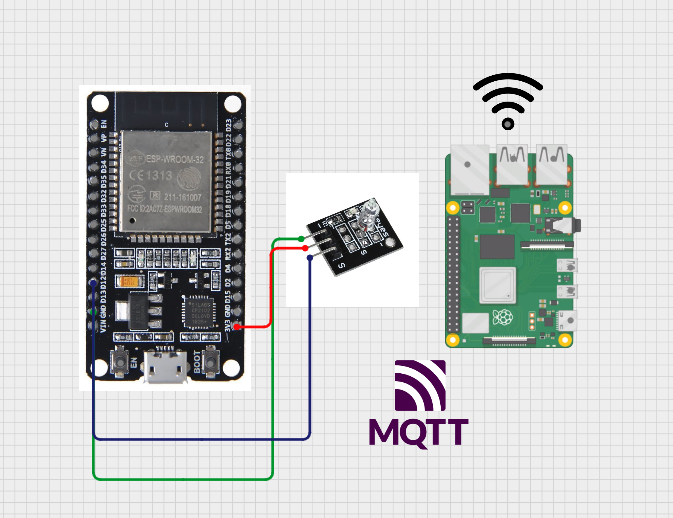 EN
VP
VN
D34
D35
D32
D33
D25
D26
D27
D14
D12
D13
GND
VIN
D23
D22
TX0
RX0
D21
D19
D18
D5
TX2
RX2
D4
D2
D15
GND
3V3
ESP-WROOM-32
CE1313
211-161007
FCC ID:2AC7Z-ESPWROOM32
EN
BOOT
S
MQTT